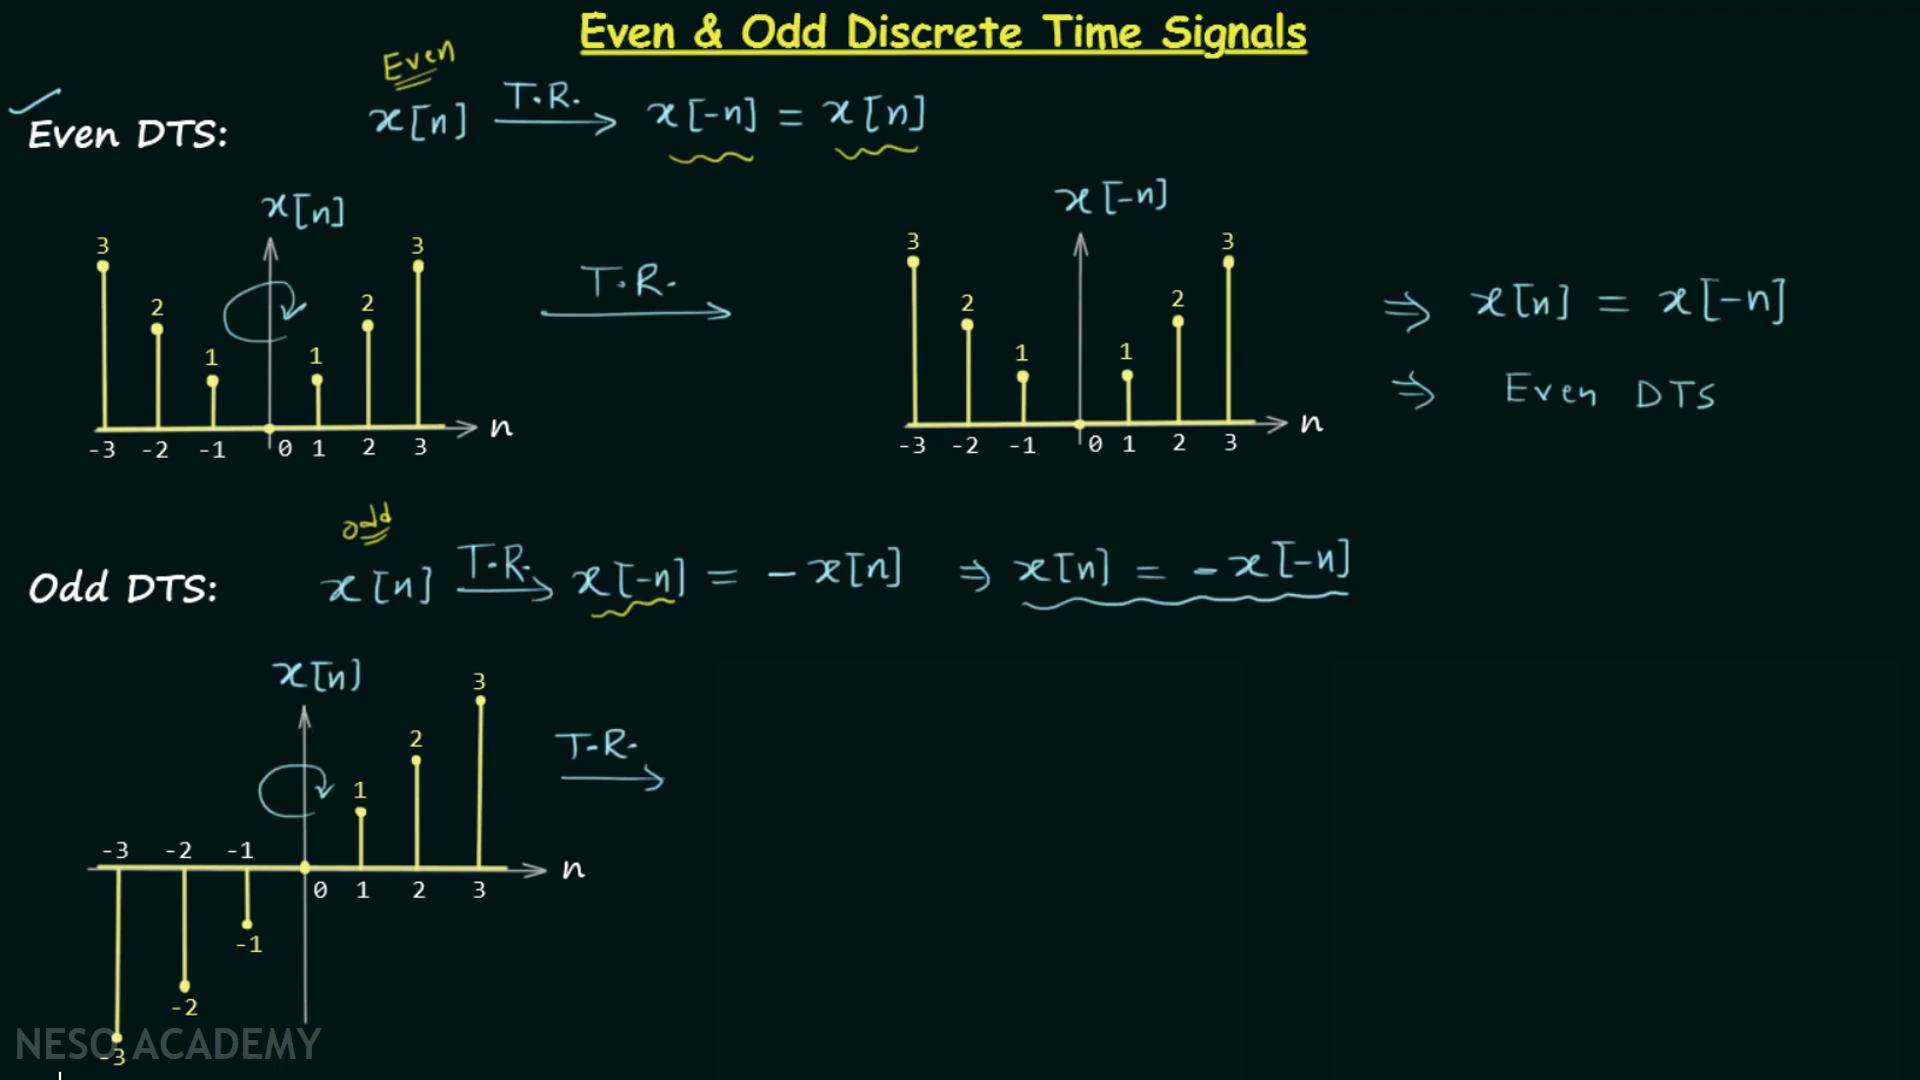 Even & Odd Discrete Time Signals
Even
Even DTS: x[n] T.R. x[-n] = x[n]
x[n] x[-n]
3 3 3 3
2 2 2 2
1 1 1 1
T.R.
⇒ x[n] = x[-n]
⇒ Even DTS
-3 -2 -1 0 1 2 3 n
-3 -2 -1 0 1 2 3 n
odd
Odd DTS: x[n] T.R. x[-n] = -x[n] ⇒ x[n] = -x[-n]
x[n]
3
2
1
T.R.
-3 -2 -1
0 1 2 3 n
-1
-2
-3
NESO ACADEMY